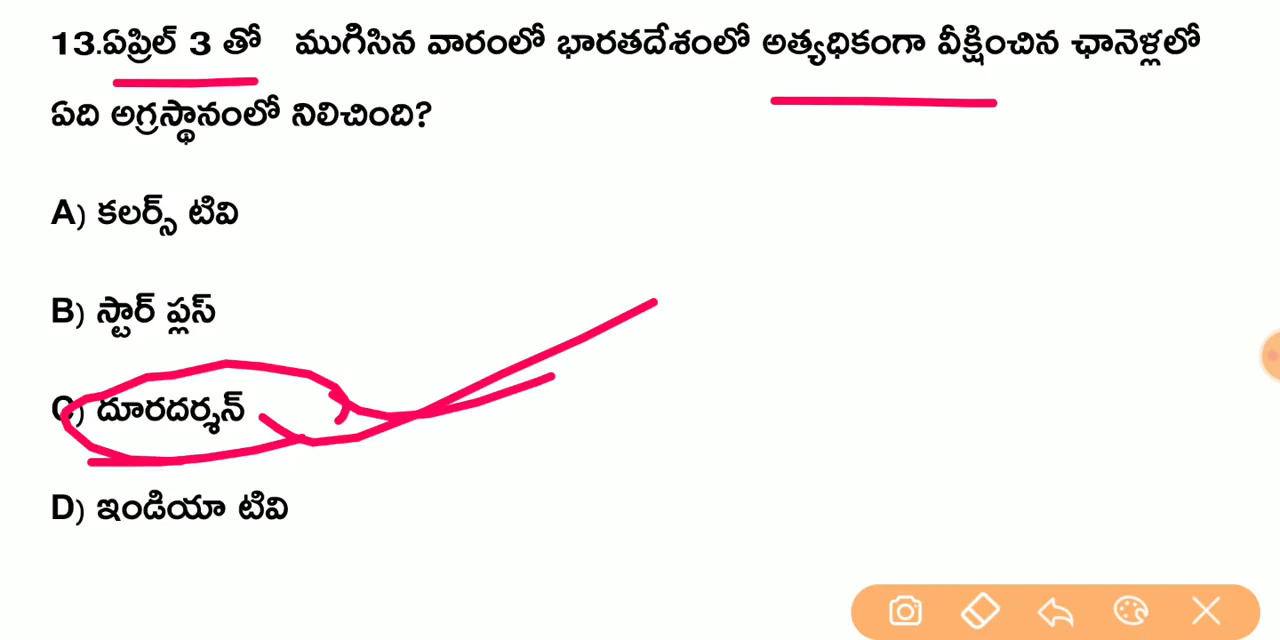 13.ఏప్రిల్ 3 తో ముగిసిన వారంలో భారతదేశంలో అత్యధికంగా వీక్షించిన ఛానెళ్లలో
ఏది అగ్రస్థానంలో నిలిచింది?
A) కలర్స్ టివి
B) స్టార్ ప్లస్
C) దూరదర్శన్
D) ఇండియా టివి